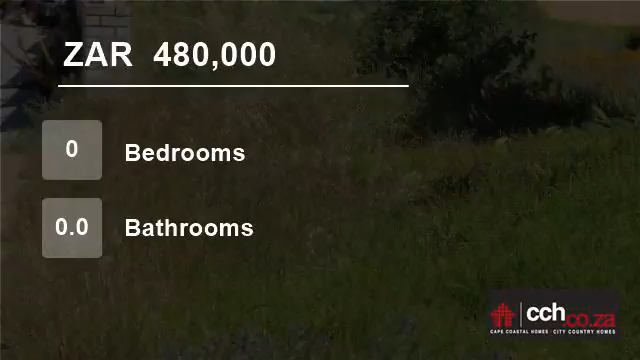 ZAR 480,000
0 Bedrooms
0.0 Bathrooms
cch.co.za
CAPE COASTAL HOMES · CITY COUNTRY HOMES